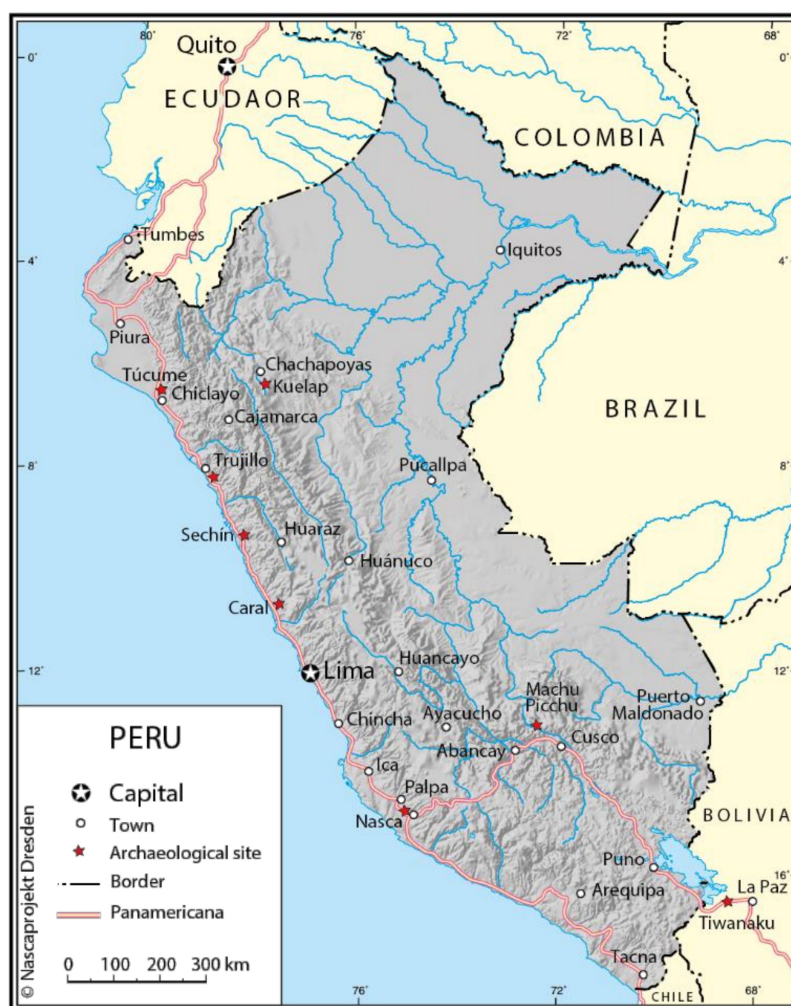 80°
76°
72°
68°
0°
Quito
ECUDAOR
COLOMBIA
Tumbes
Iquitos
4°
4°
Piura
Chachapoyas
Kuelap
Túcume
Chiclayo
Cajamarca
BRAZIL
8°
Trujillo
Pucallpa
8°
Sechín
Huaraz
Huánuco
Caral
12°
Lima
Huancayo
Machu
Picchu
Puerto
Maldonado
12°
Chincha
Ayacucho
Cusco
Abancay
Ica
Palpa
Nasca
BOLIVIA
Puno
16°
Arequipa
La Paz
Tiwanaku
Tacna
CHILE
76°
72°
68°
PERU
Capital
Town
Archaeological site
Border
Panamericana
0 100 200 300 km
© Nascaprojekt Dresden